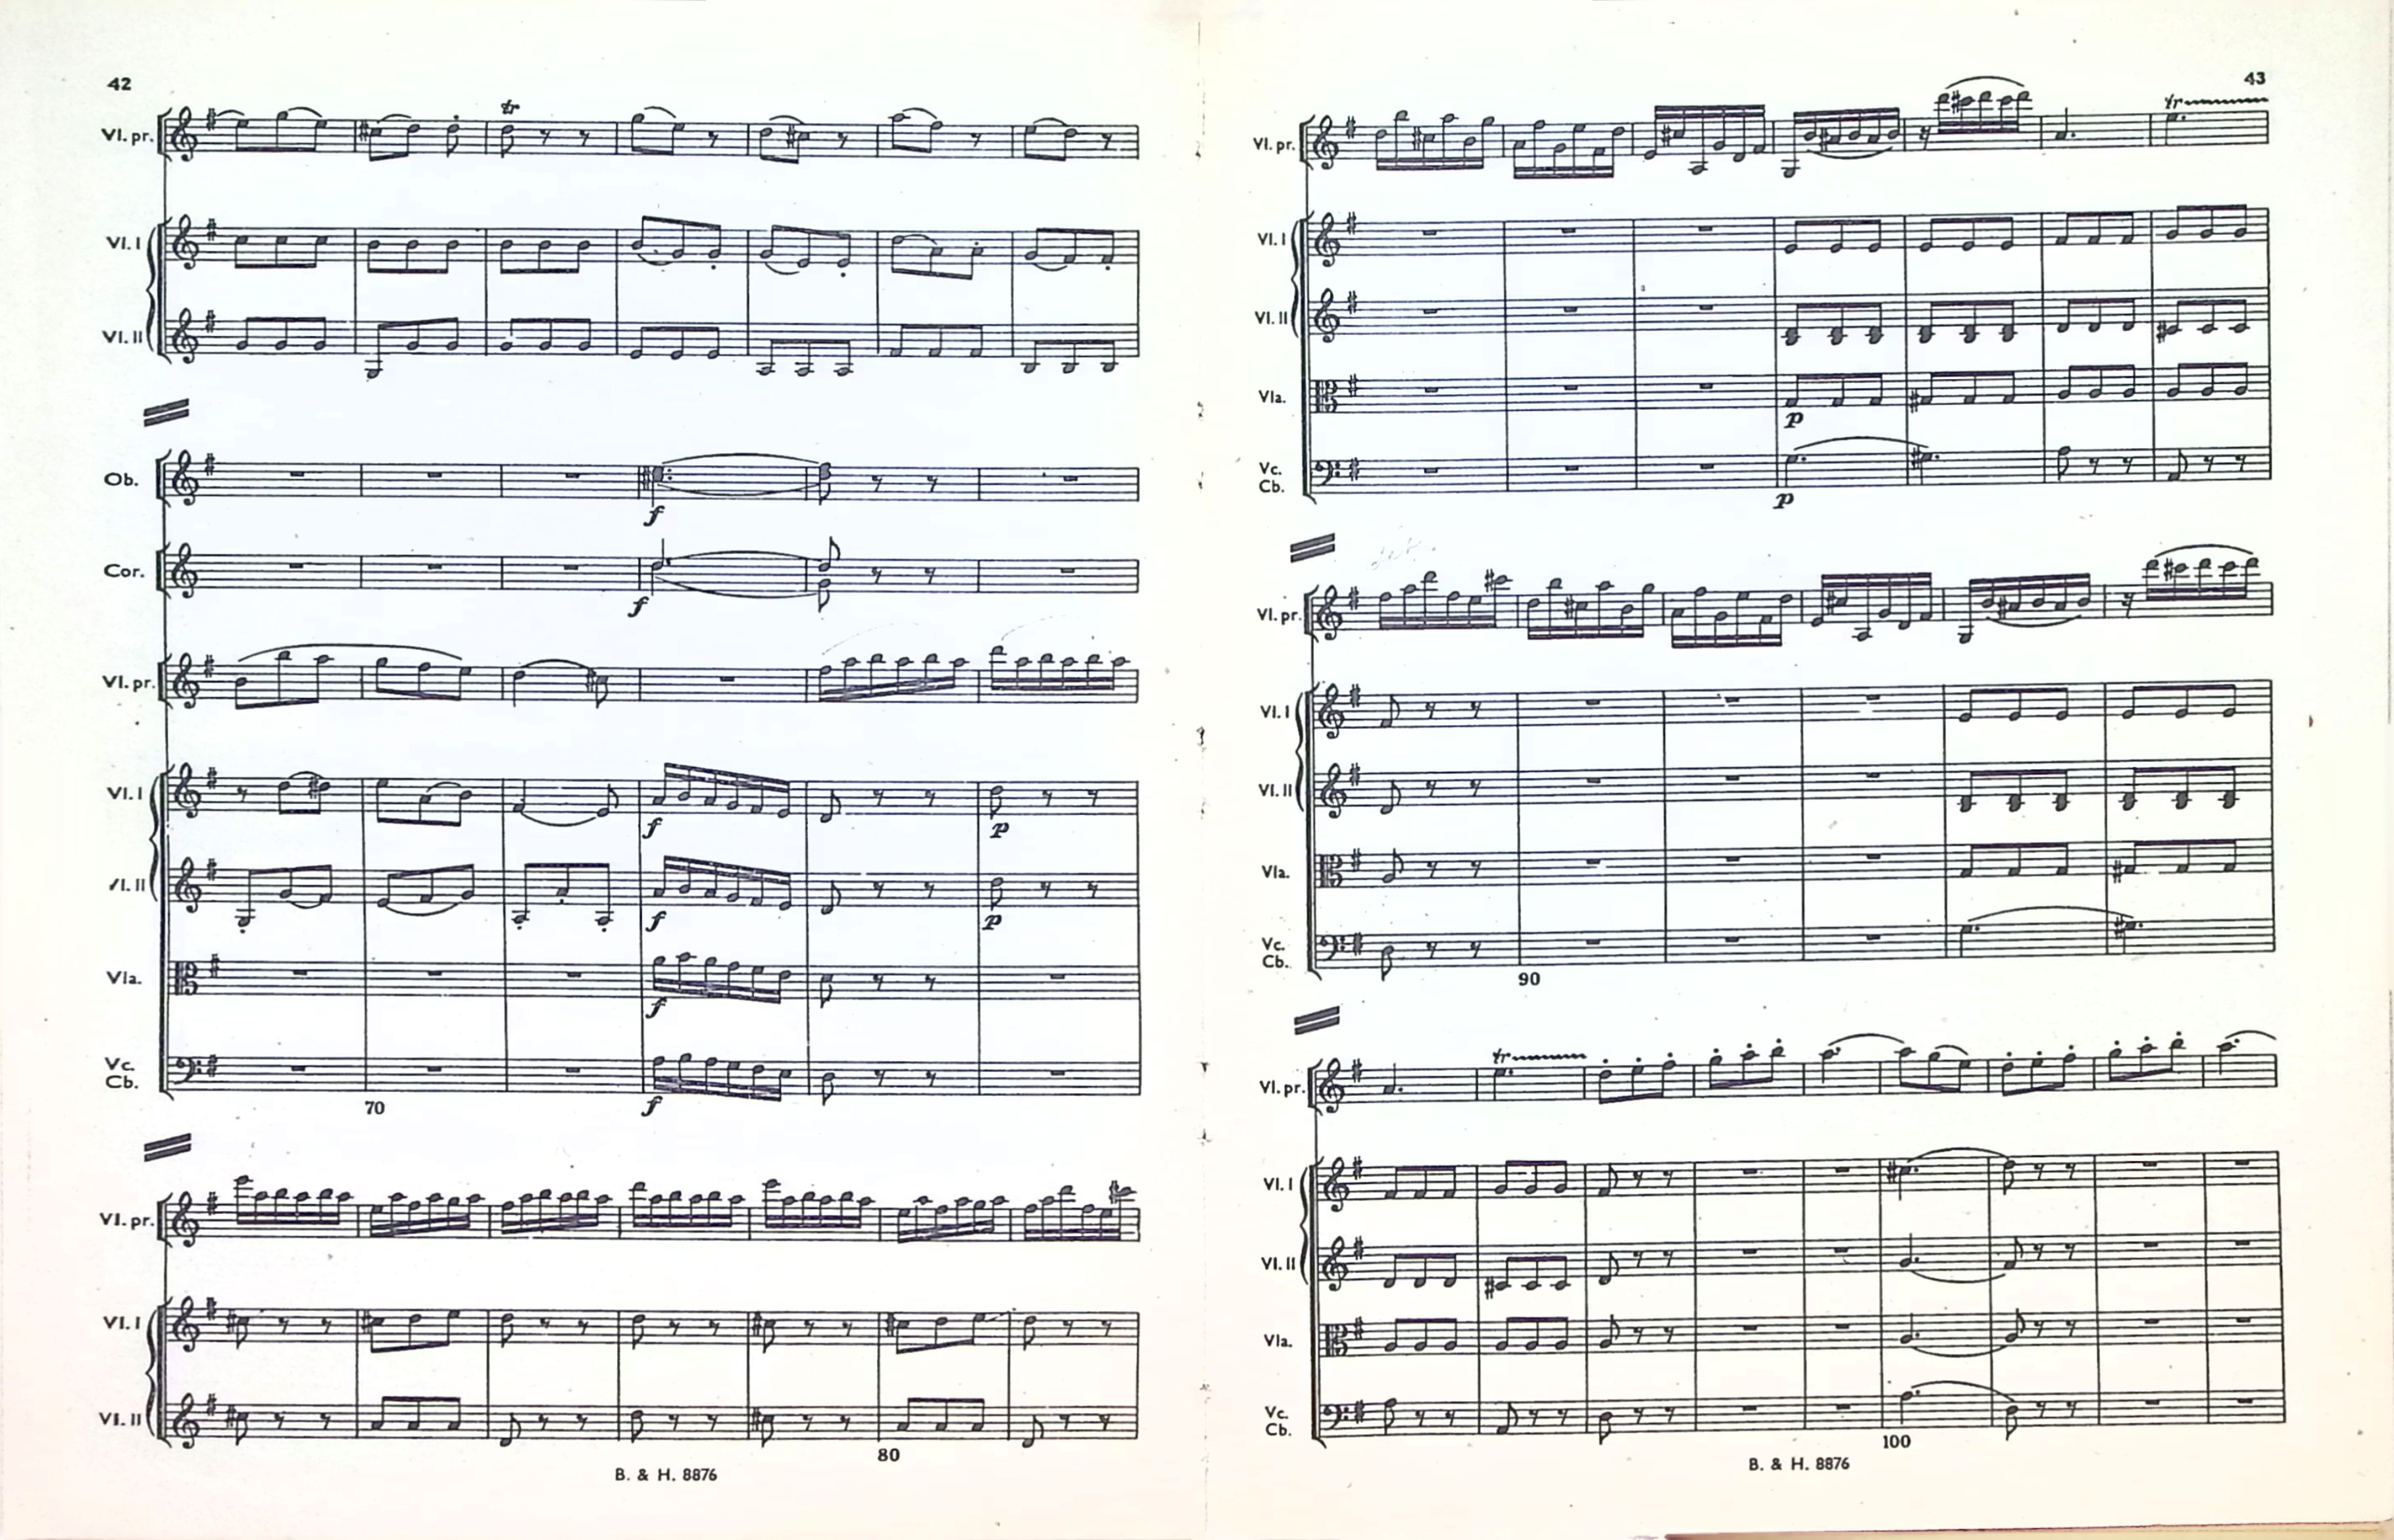 42
tr
Vl. pr.
Vl. I
Vl. II
Ob.
f
Cor.
f
Vl. pr.
Vl. I
f
p
Vl. II
f
p
Vla.
f
Vc.
Cb.
70
f
Vl. pr.
Vl. I
Vl. II
80
B. & H. 8876
43
tr
Vl. pr.
Vl. I
Vl. II
Vla.
p
Vc.
Cb.
p
Vl. pr.
Vl. I
Vl. II
Vla.
Vc.
Cb.
90
tr
Vl. pr.
Vl. I
Vl. II
Vla.
Vc.
Cb.
100
B. & H. 8876